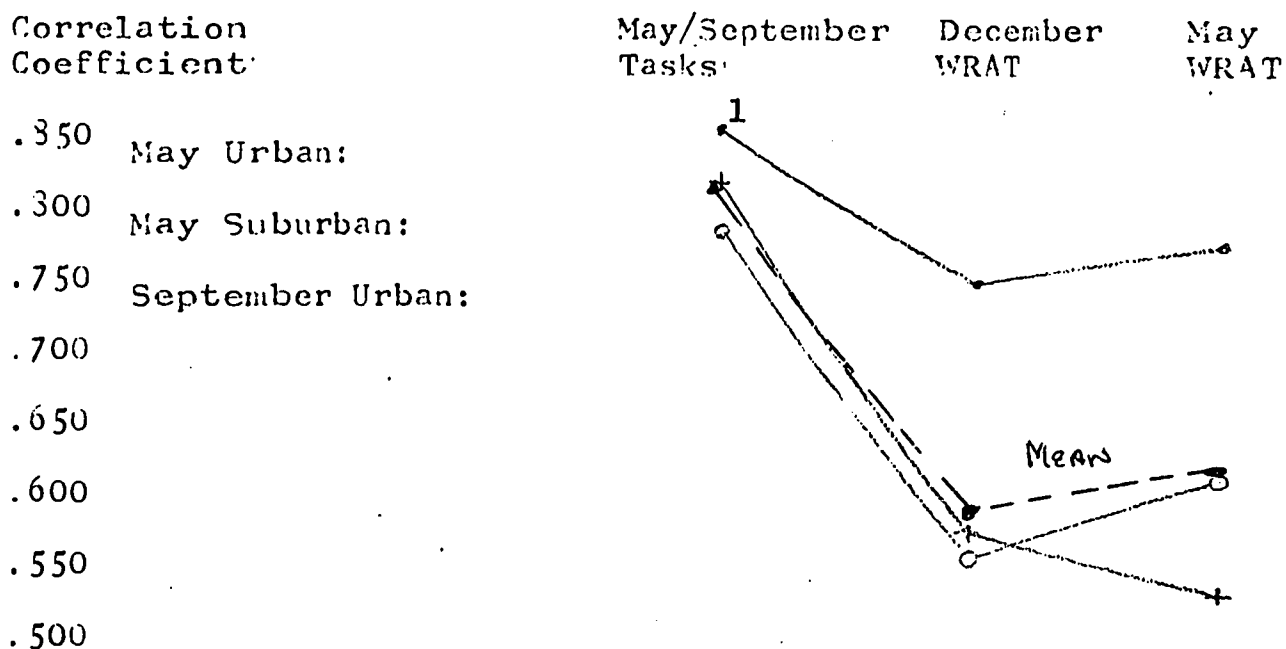 Correlation Coefficient
May/September Tasks
December WRAT
May WRAT
1
.850
May Urban:
.800
May Suburban:
.750
September Urban:
.700
.650
MEAN
.600
.550
.500